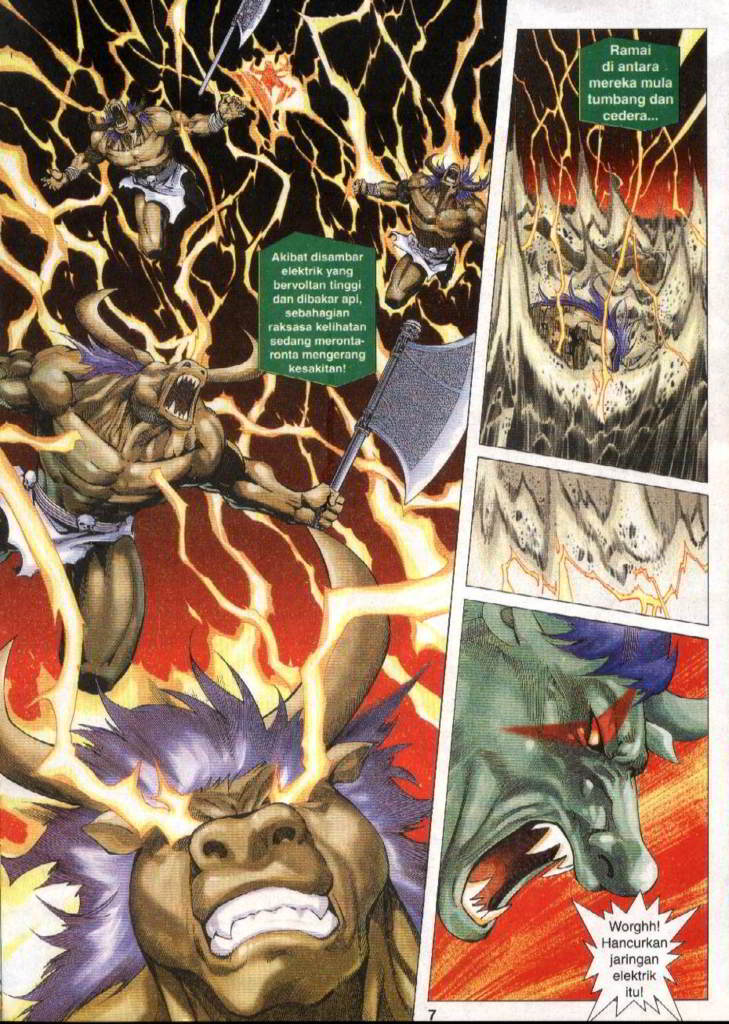 Akibat disambar
elektrik yang
bervoltan tinggi
dan dibakar api,
sebahagian
raksasa kelihatan
sedang meronta-
ronta mengerang
kesakitan!
Ramai
di antara
mereka mula
tumbang dan
cedera...
Worghh!
Hancurkan
jaringan
elektrik
itu!
7